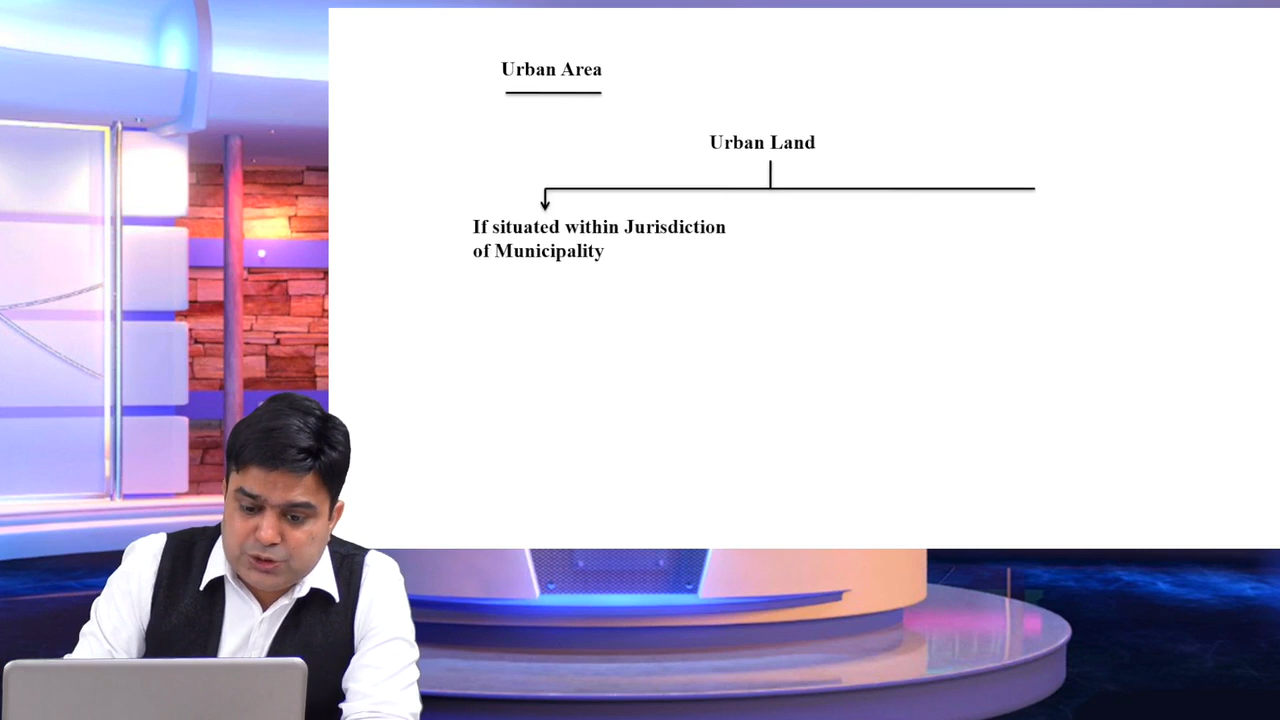 Urban Area
Urban Land
If situated within Jurisdiction
of Municipality